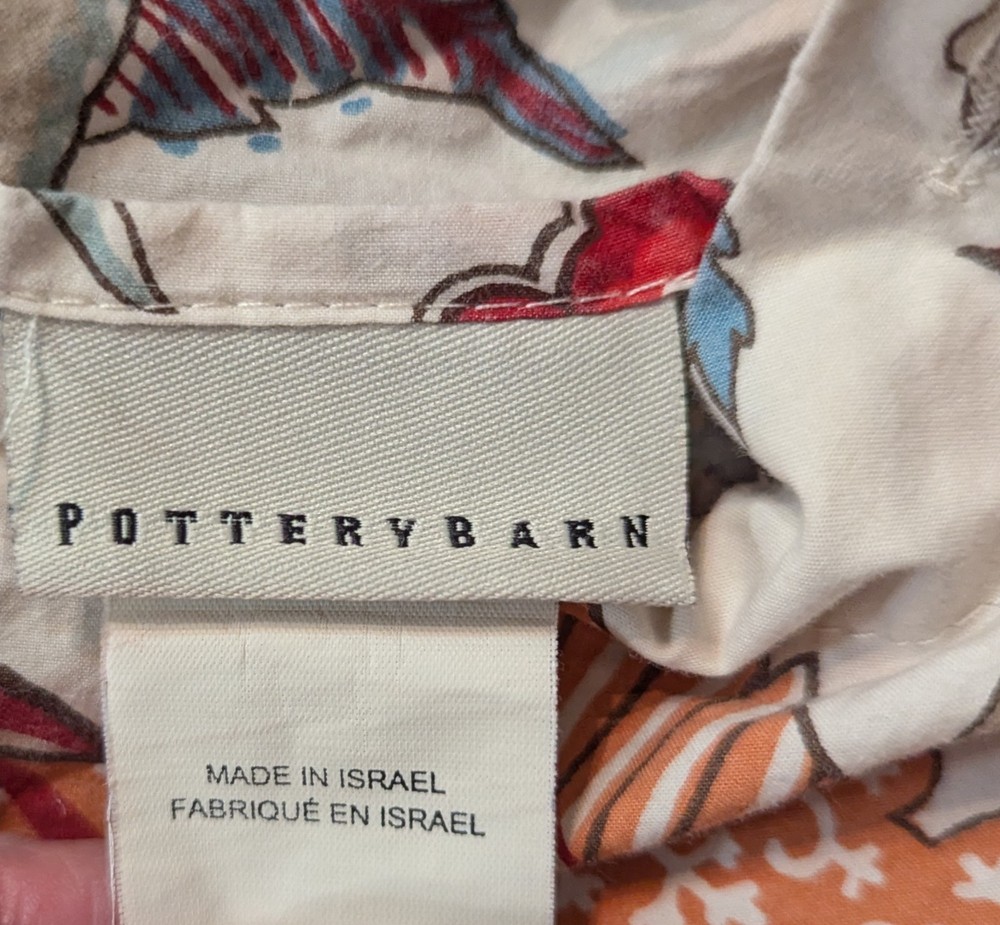 POTTERYBARN
MADE IN ISRAEL
FABRIQUÉ EN ISRAEL